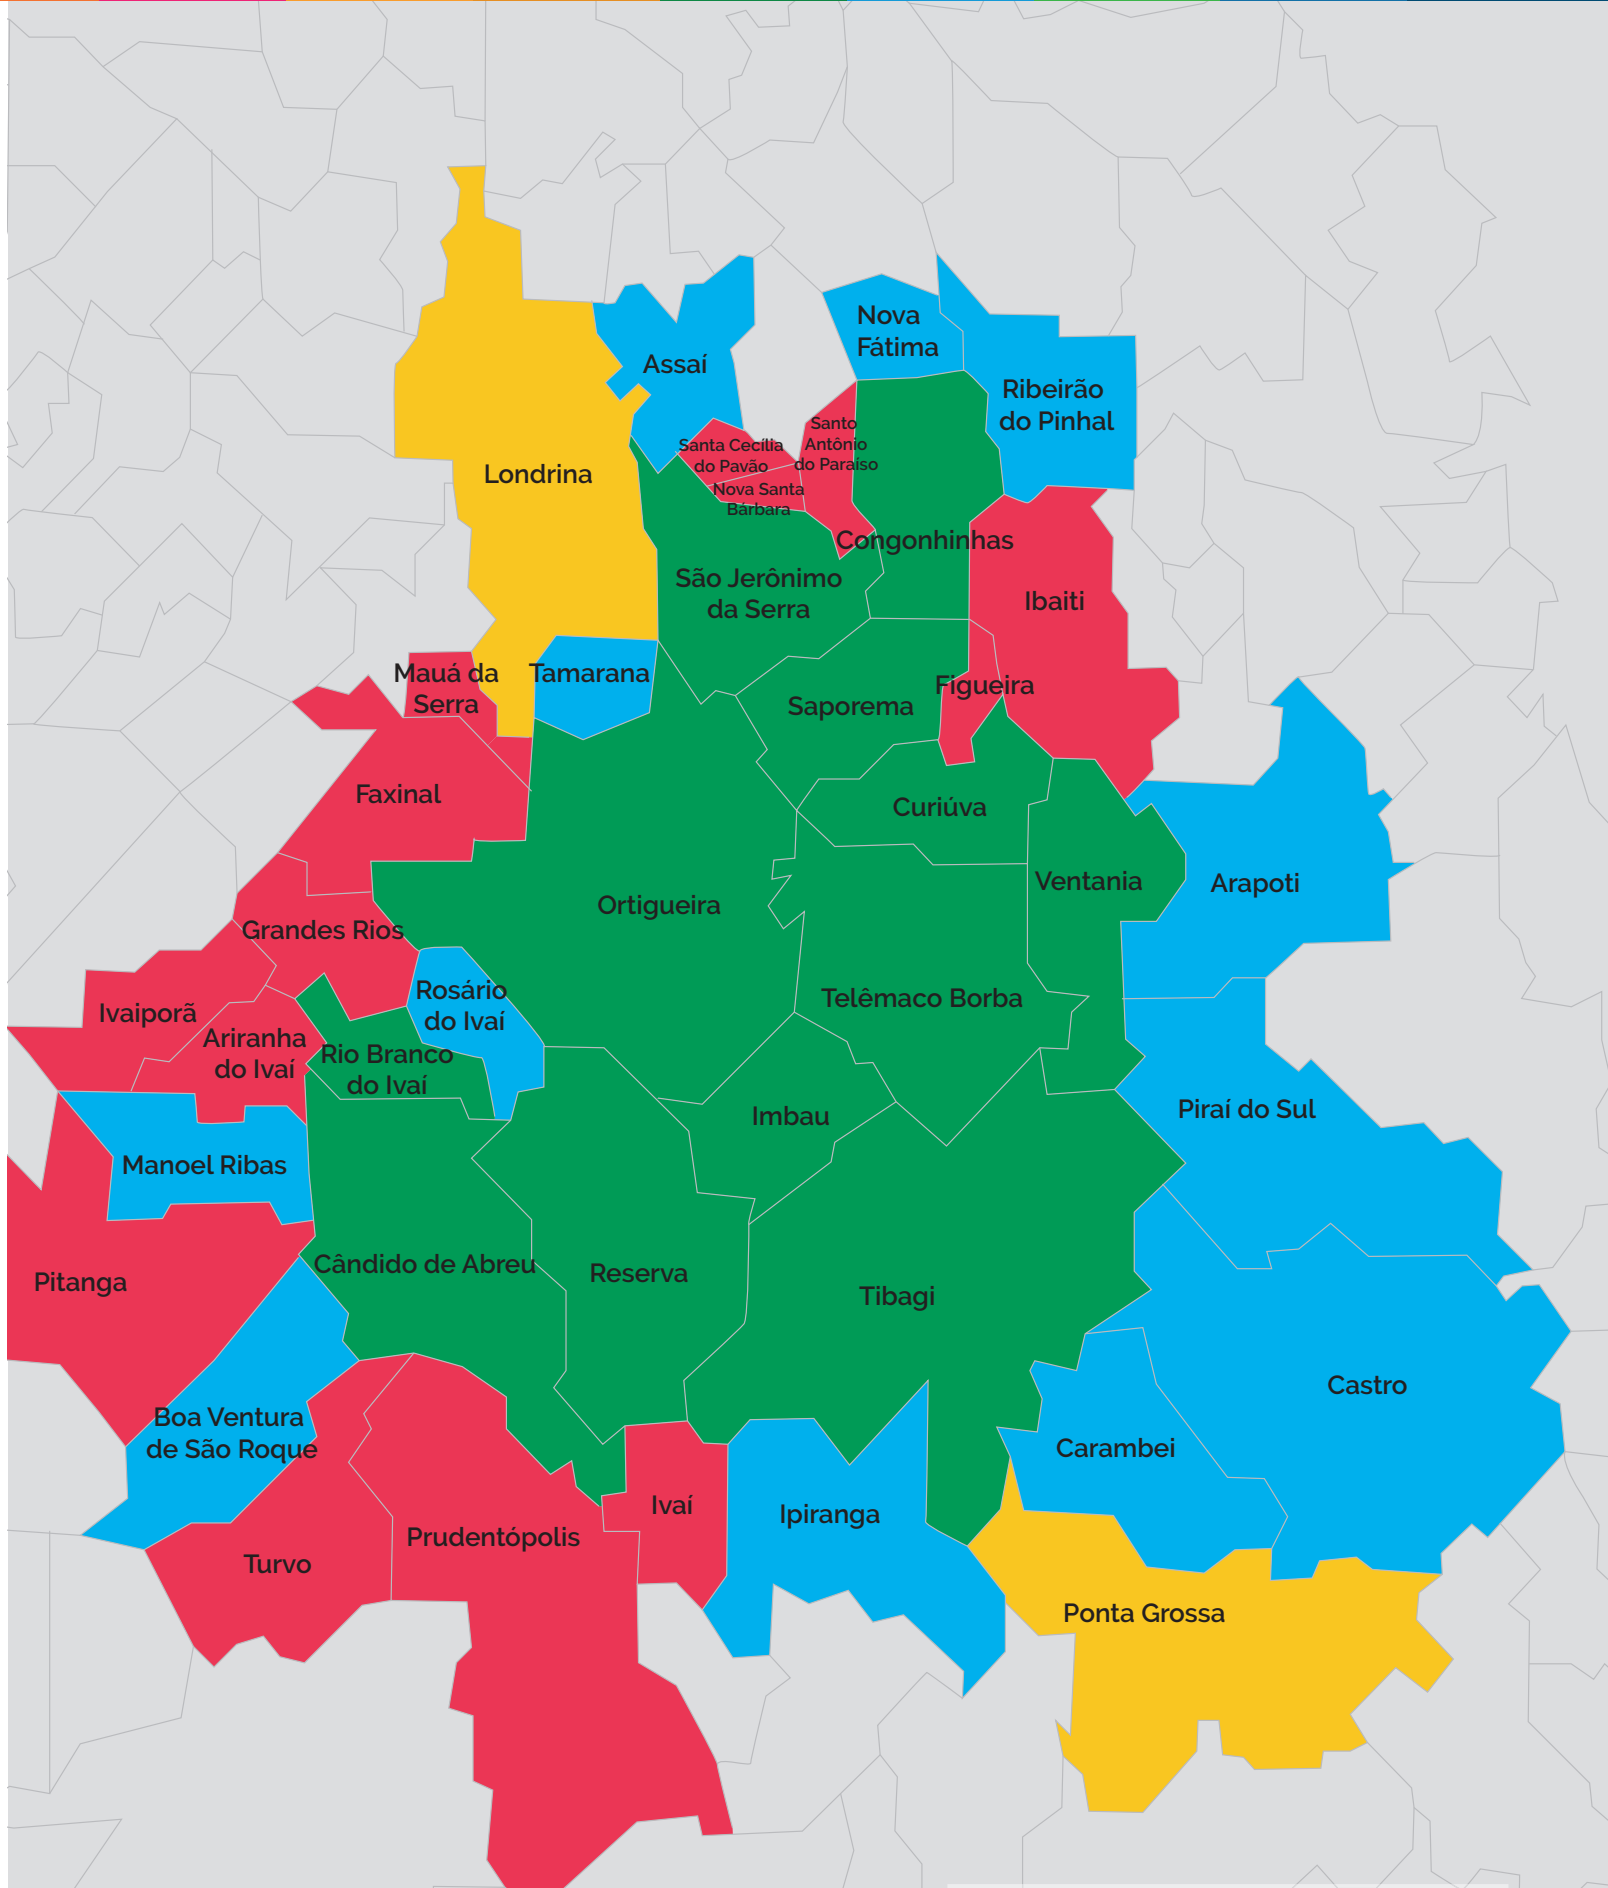 Nova
Fátima
Assaí
Ribeirão
do Pinhal
Santo
Antônio
do Paraíso
Santa Cecília
do Pavão
Londrina
Nova Santa
Bárbara
Congonhinhas
São Jerônimo
da Serra
Ibaiti
Mauá da
Serra
Tamarana
Figueira
Saporema
Faxinal
Curiúva
Ventania
Arapoti
Ortigueira
Grandes Rios
Rosário
do Ivaí
Telêmaco Borba
Ivaiporã
Ariranha
do Ivaí
Rio Branco
do Ivaí
Imbau
Piraí do Sul
Manoel Ribas
Cândido de Abreu
Reserva
Pitanga
Tibagi
Castro
Boa Ventura
de São Roque
Carambei
Ivaí
Ipiranga
Prudentópolis
Turvo
Ponta Grossa